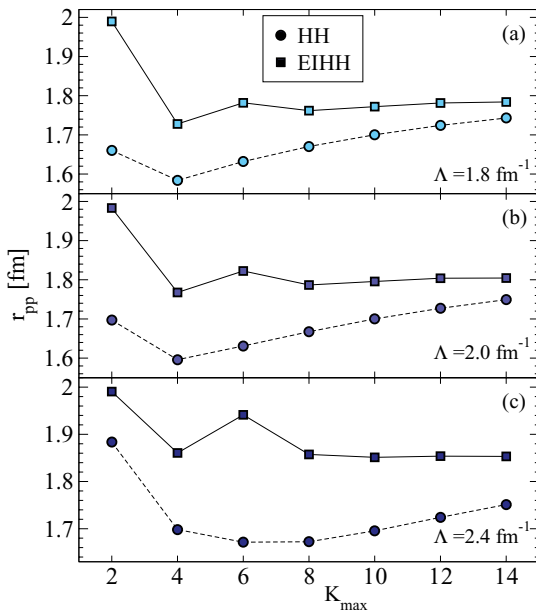 2
1.9
1.8
1.7
1.6
HH
EIHH
(a)
Λ =1.8 fm⁻¹
2
1.9
1.8
1.7
1.6
(b)
Λ =2.0 fm⁻¹
r_pp [fm]
2
1.9
1.8
1.7
(c)
Λ =2.4 fm⁻¹
2 4 6 8 10 12 14
K_max